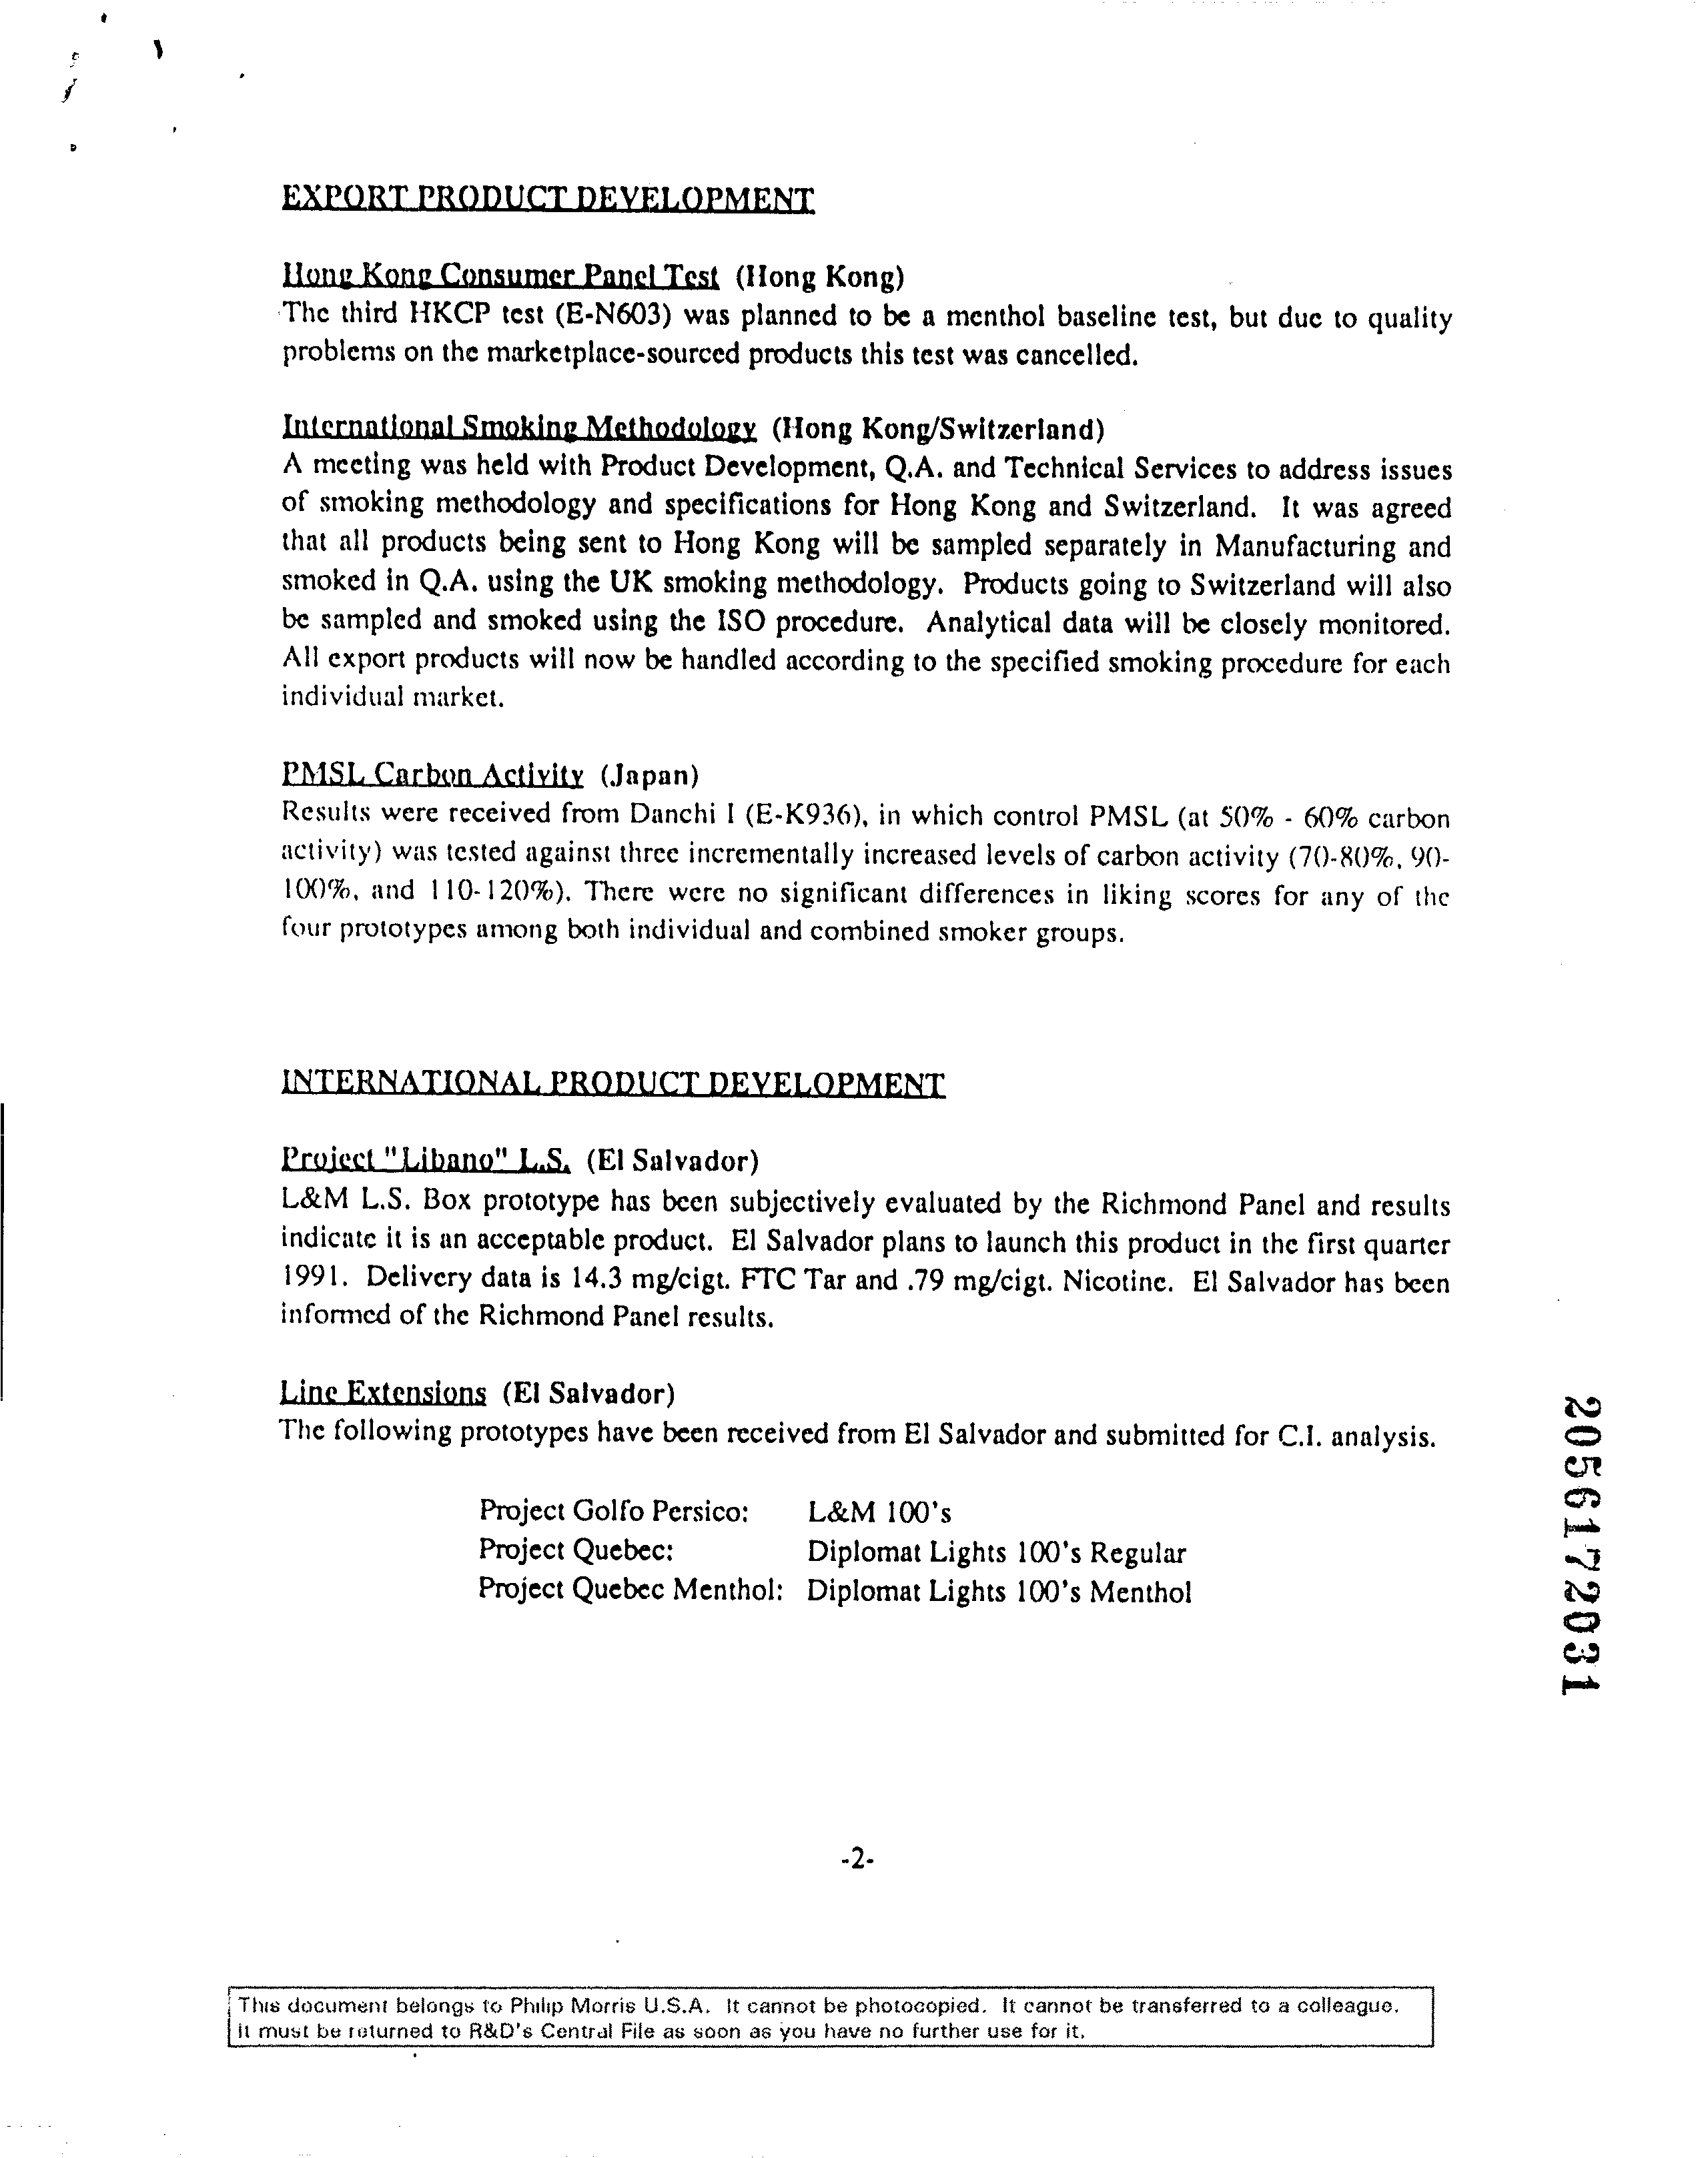 EXPORT PRODUCT DEVELOPMENT
Hong Kong Consumer Panel Test (Hong Kong)
The third HKCP test (E-N603) was planned to be a menthol baseline test, but due to quality
problems on the marketplace-sourced products this test was cancelled.
International Smoking Methodology (Hong Kong/Switzerland)
A meeting was held with Product Development, Q.A. and Technical Services to address issues
of smoking methodology and specifications for Hong Kong and Switzerland. It was agreed
that all products being sent to Hong Kong will be sampled separately in Manufacturing and
smoked in Q.A. using the UK smoking methodology. Products going to Switzerland will also
be sampled and smoked using the ISO procedure. Analytical data will be closely monitored.
All export products will now be handled according to the specified smoking procedure for each
individual market.
PMSL Carbon Activity (Japan)
Results were received from Danchi I (E-K936), in which control PMSL (at 50% - 60% carbon
activity) was tested against three incrementally increased levels of carbon activity (70-80%, 90-
100%, and 110-120%). There were no significant differences in liking scores for any of the
four prototypes among both individual and combined smoker groups.
INTERNATIONAL PRODUCT DEVELOPMENT
Project "Libano" L.S. (El Salvador)
L&M L.S. Box prototype has been subjectively evaluated by the Richmond Panel and results
indicate it is an acceptable product. El Salvador plans to launch this product in the first quarter
1991. Delivery data is 14.3 mg/cigt. FTC Tar and .79 mg/cigt. Nicotine. El Salvador has been
informed of the Richmond Panel results.
Line Extensions (El Salvador)
The following prototypes have been received from El Salvador and submitted for C.I. analysis.
Project Golfo Persico: L&M 100's
Project Quebec: Diplomat Lights 100's Regular
Project Quebec Menthol: Diplomat Lights 100's Menthol
2056172031
-2-
This document belongs to Philip Morris U.S.A. It cannot be photocopied. It cannot be transferred to a colleague.
It must be returned to R&D's Central File as soon as you have no further use for it.